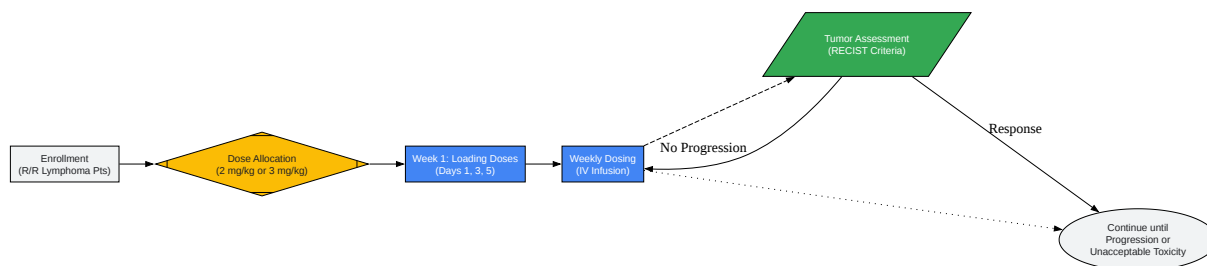 Tumor Assessment
(RECIST Criteria)
Enrollment
(R/R Lymphoma Pts)
Dose Allocation
(2 mg/kg or 3 mg/kg)
Week 1: Loading Doses
(Days 1, 3, 5)
Weekly Dosing
(IV Infusion)
No Progression
Response
Continue until
Progression or
Unacceptable Toxicity